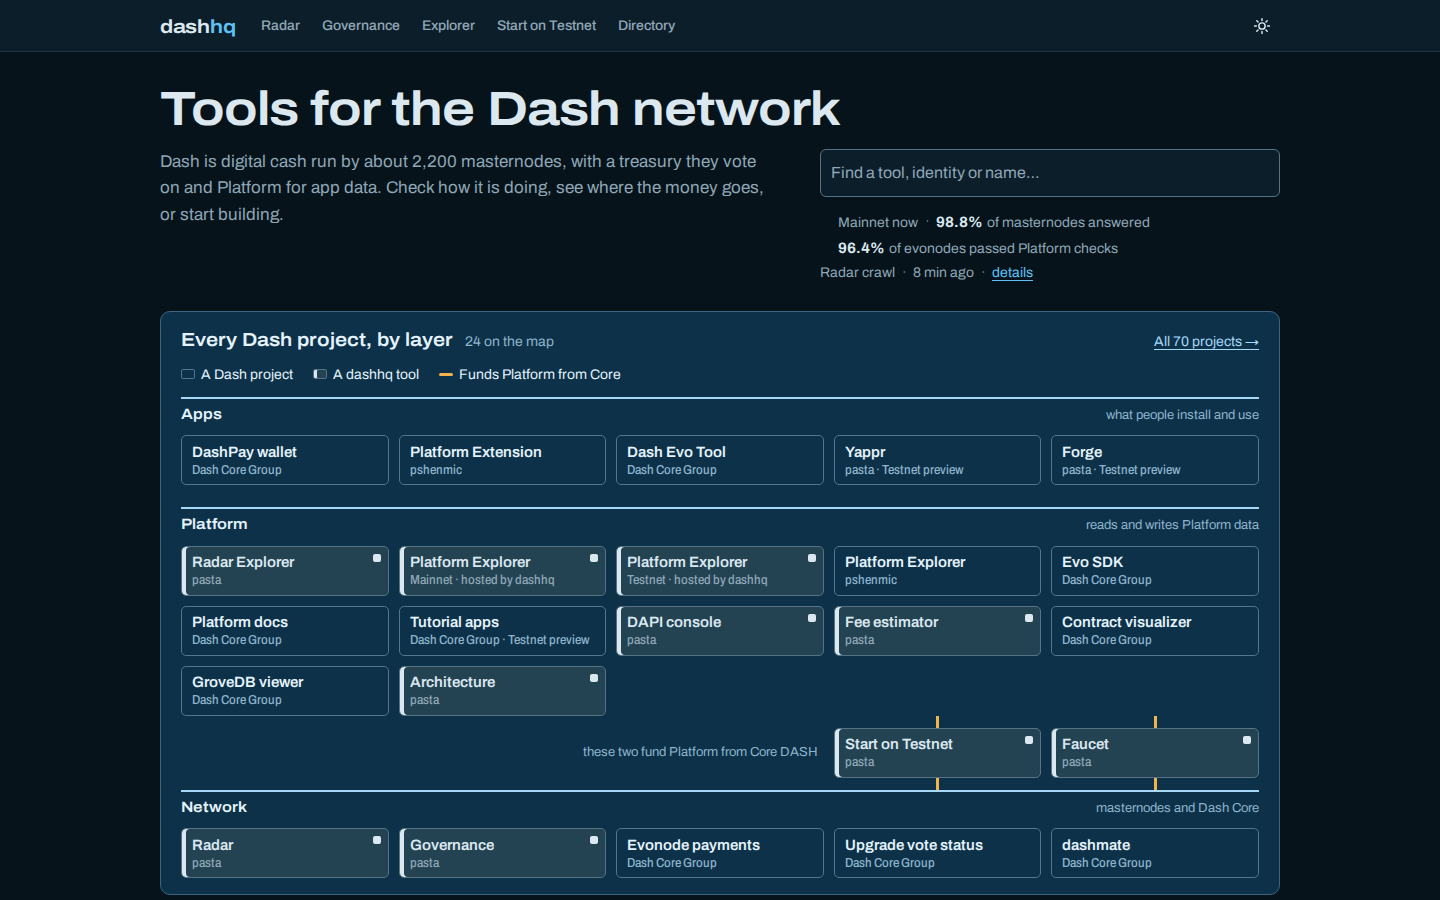 dashhq Radar Governance Explorer Start on Testnet Directory
Tools for the Dash network
Dash is digital cash run by about 2,200 masternodes, with a treasury they vote
on and Platform for app data. Check how it is doing, see where the money goes,
or start building.
Find a tool, identity or name...
Mainnet now · 98.8% of masternodes answered
96.4% of evonodes passed Platform checks
Radar crawl · 8 min ago · details
Every Dash project, by layer 24 on the map All 70 projects →
A Dash project A dashhq tool Funds Platform from Core
Apps what people install and use
DashPay wallet Platform Extension Dash Evo Tool Yappr Forge
Dash Core Group pshenmic Dash Core Group pasta · Testnet preview pasta · Testnet preview
Platform reads and writes Platform data
Radar Explorer Platform Explorer Platform Explorer Platform Explorer Evo SDK
pasta Mainnet · hosted by dashhq Testnet · hosted by dashhq pshenmic Dash Core Group
Platform docs Tutorial apps DAPI console Fee estimator Contract visualizer
Dash Core Group Dash Core Group · Testnet preview pasta pasta Dash Core Group
GroveDB viewer Architecture
Dash Core Group pasta
these two fund Platform from Core DASH
Start on Testnet Faucet
pasta pasta
Network masternodes and Dash Core
Radar Governance Evonode payments Upgrade vote status dashmate
pasta pasta Dash Core Group Dash Core Group Dash Core Group